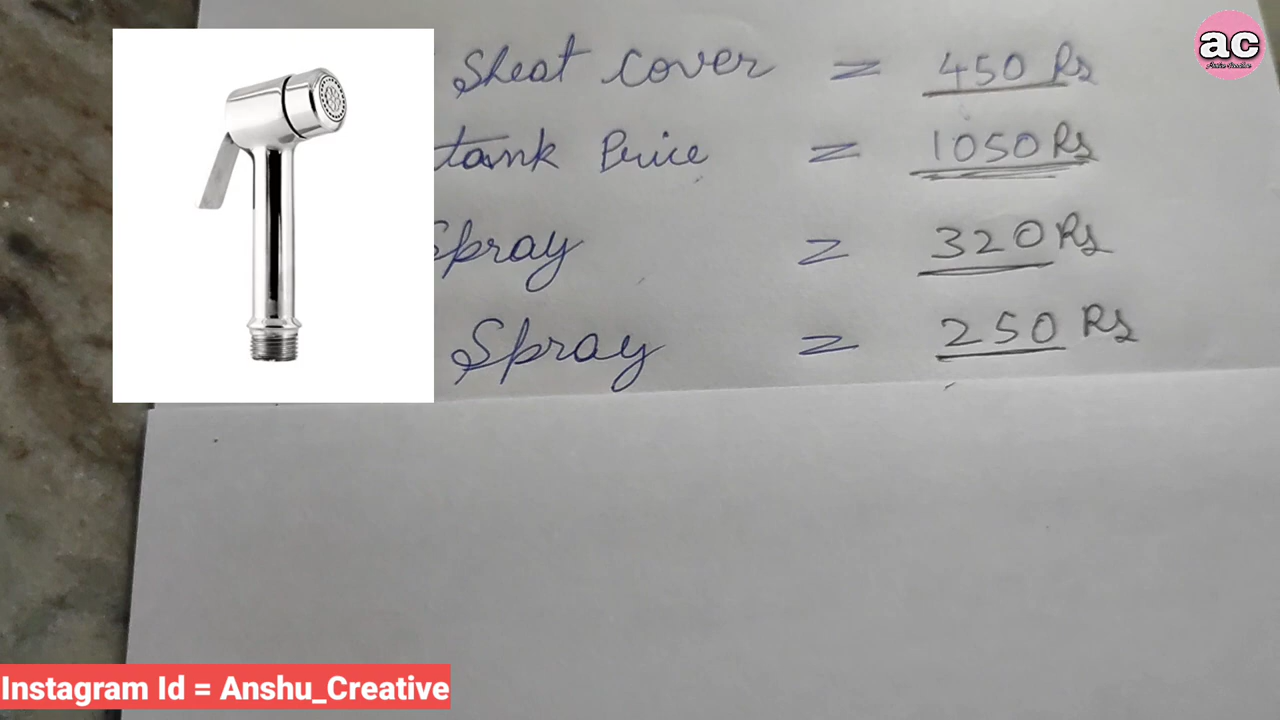 Sheat Cover = 450 Rs
tank Price = 1050 Rs
Spray = 320 Rs
Spray = 250 Rs
ac
Instagram Id = Anshu_Creative